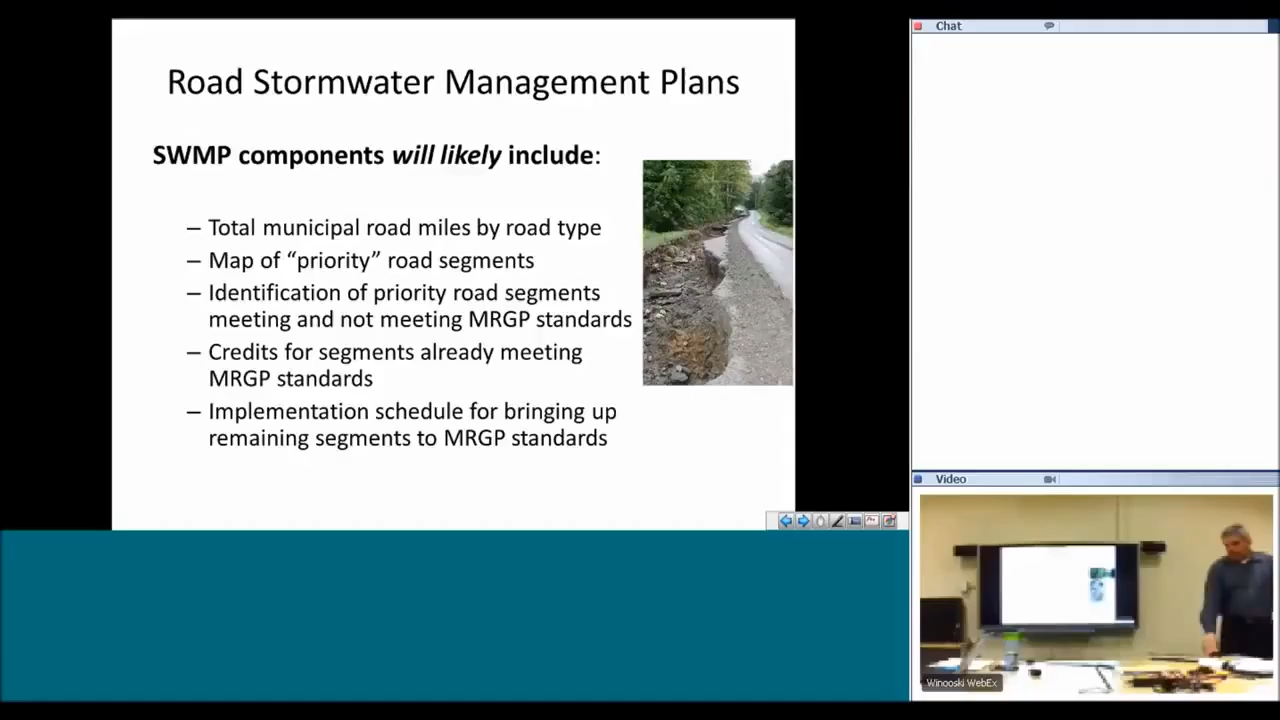 Road Stormwater Management Plans
SWMP components will likely include:
– Total municipal road miles by road type
– Map of “priority” road segments
– Identification of priority road segments
meeting and not meeting MRGP standards
– Credits for segments already meeting
MRGP standards
– Implementation schedule for bringing up
remaining segments to MRGP standards
Chat
Video
Winooski WebEx